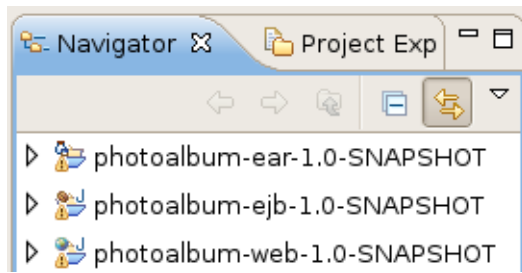 Navigator Project Exp
photoalbum-ear-1.0-SNAPSHOT
photoalbum-ejb-1.0-SNAPSHOT
photoalbum-web-1.0-SNAPSHOT